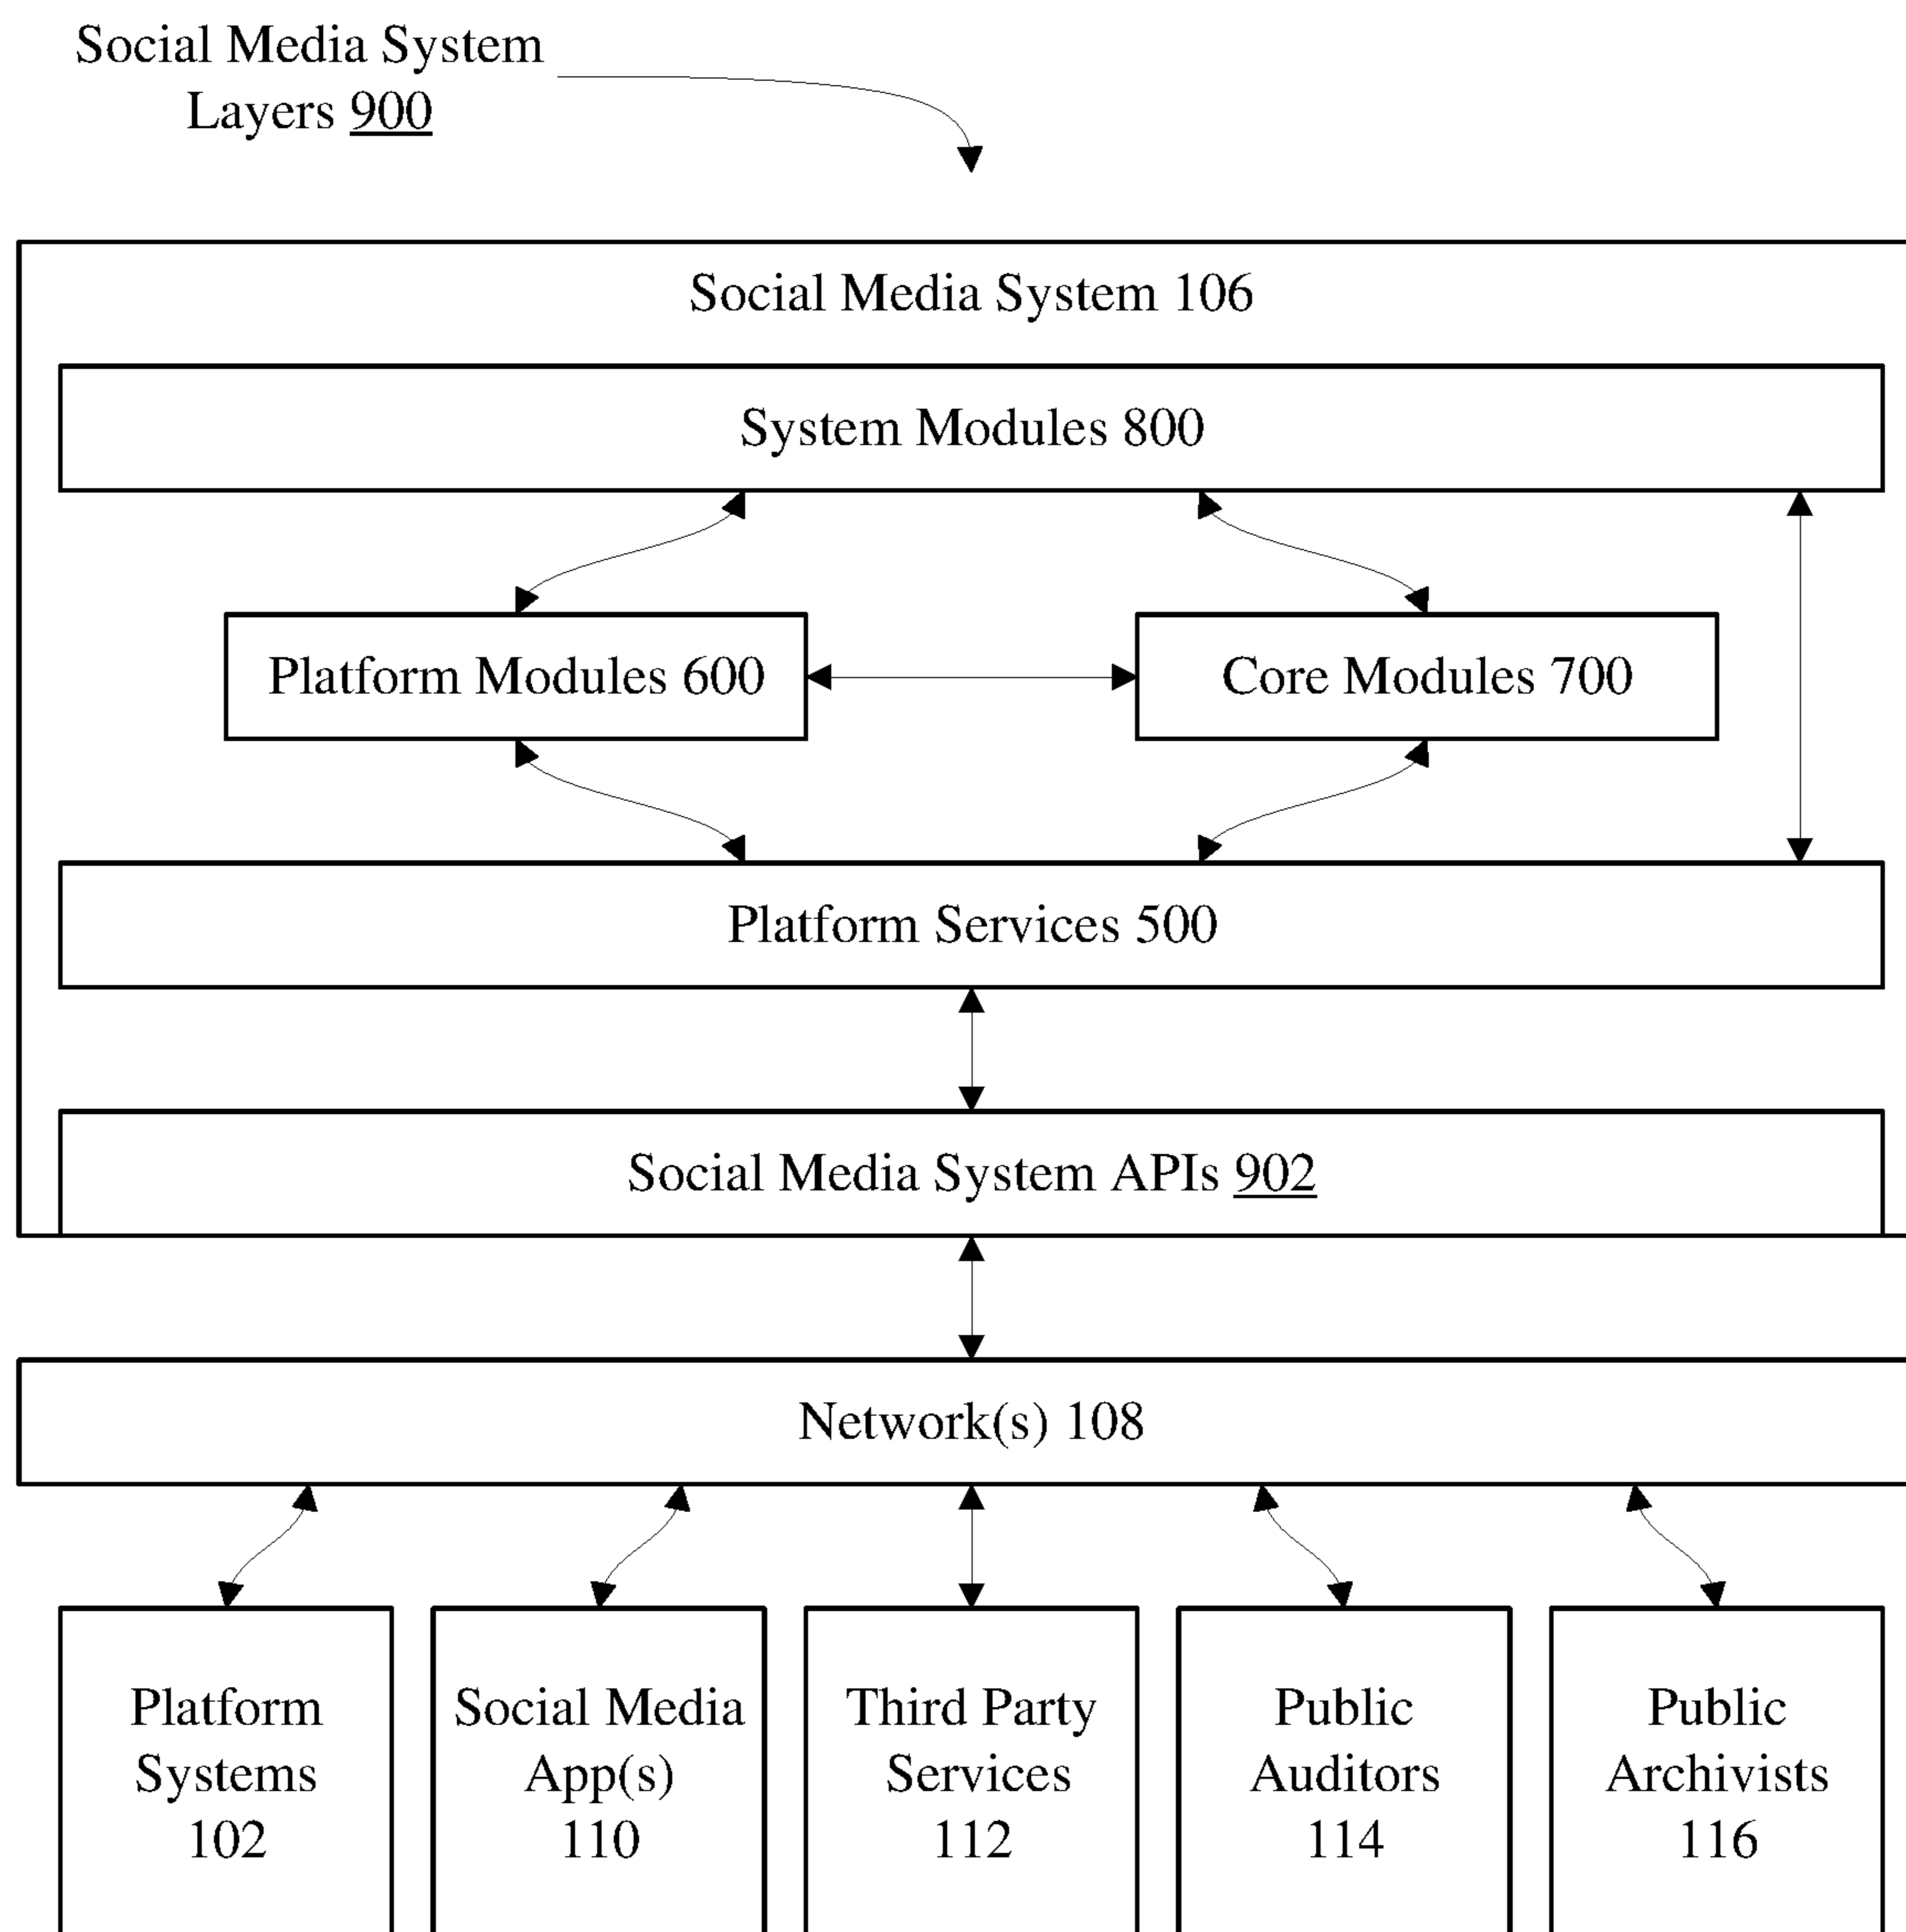 Social Media System
Layers 900
Social Media System 106
System Modules 800
Platform Modules 600
Core Modules 700
Platform Services 500
Social Media System APIs 902
Network(s) 108
Platform
Systems
102
Social Media
App(s)
110
Third Party
Services
112
Public
Auditors
114
Public
Archivists
116